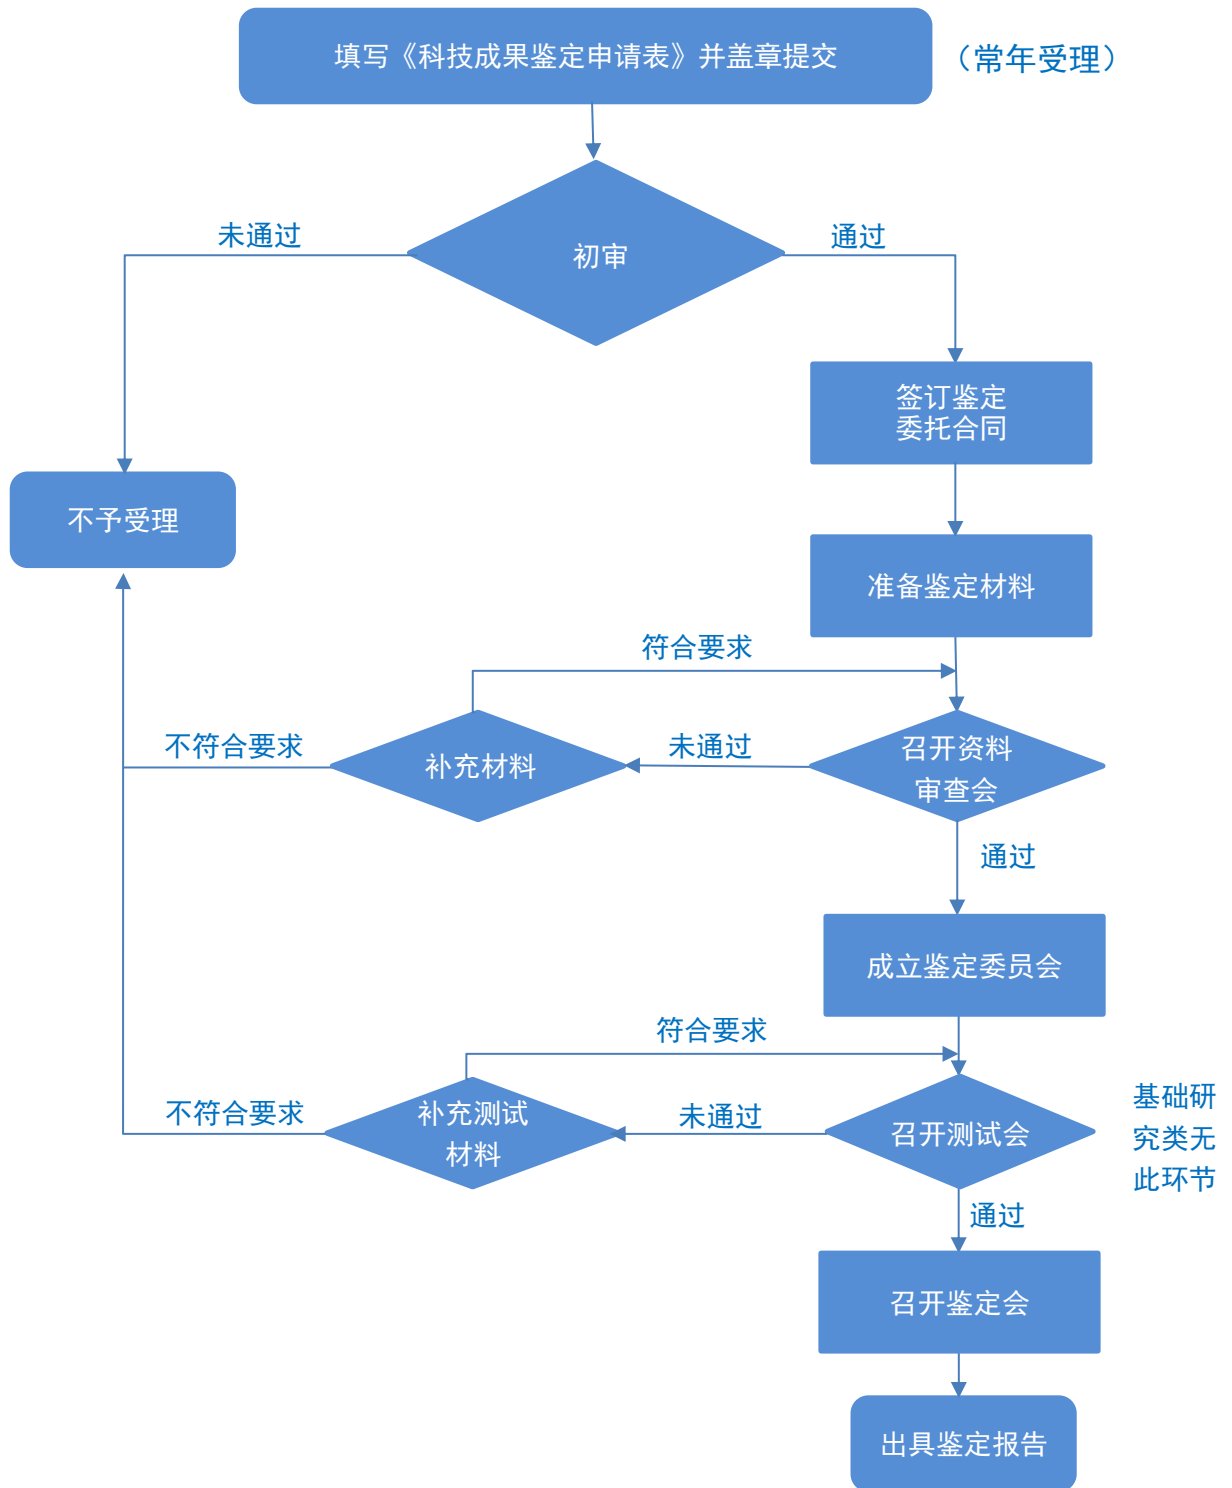 填写《科技成果鉴定申请表》并盖章提交
（常年受理）
初审
未通过
通过
签订鉴定
委托合同
不予受理
准备鉴定材料
符合要求
不符合要求
补充材料
未通过
召开资料
审查会
通过
成立鉴定委员会
符合要求
不符合要求
补充测试
材料
未通过
召开测试会
基础研
究类无
此环节
通过
召开鉴定会
出具鉴定报告